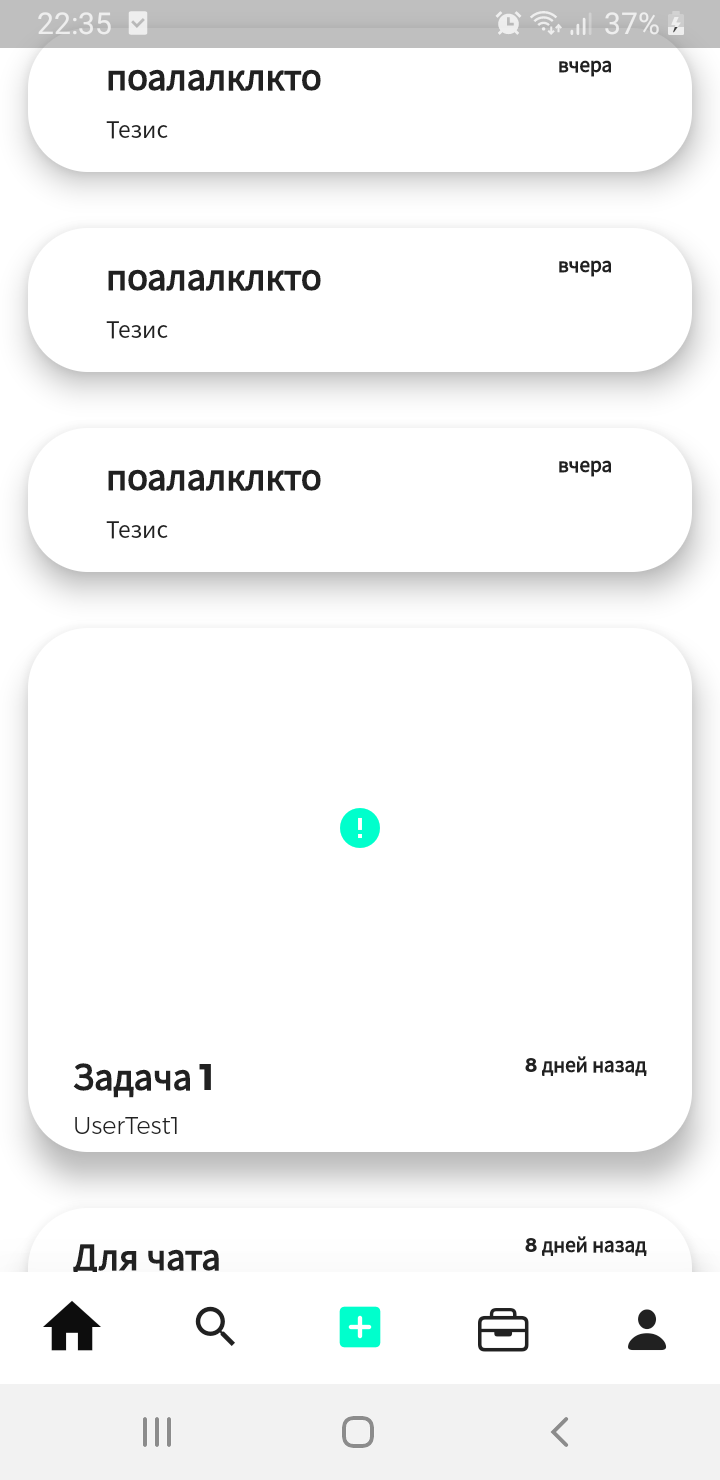 22:35 37%
поалалклкто вчера
Тезис
поалалклкто вчера
Тезис
поалалклкто вчера
Тезис
Задача 1 8 дней назад
UserTest1
Для чата 8 дней назад